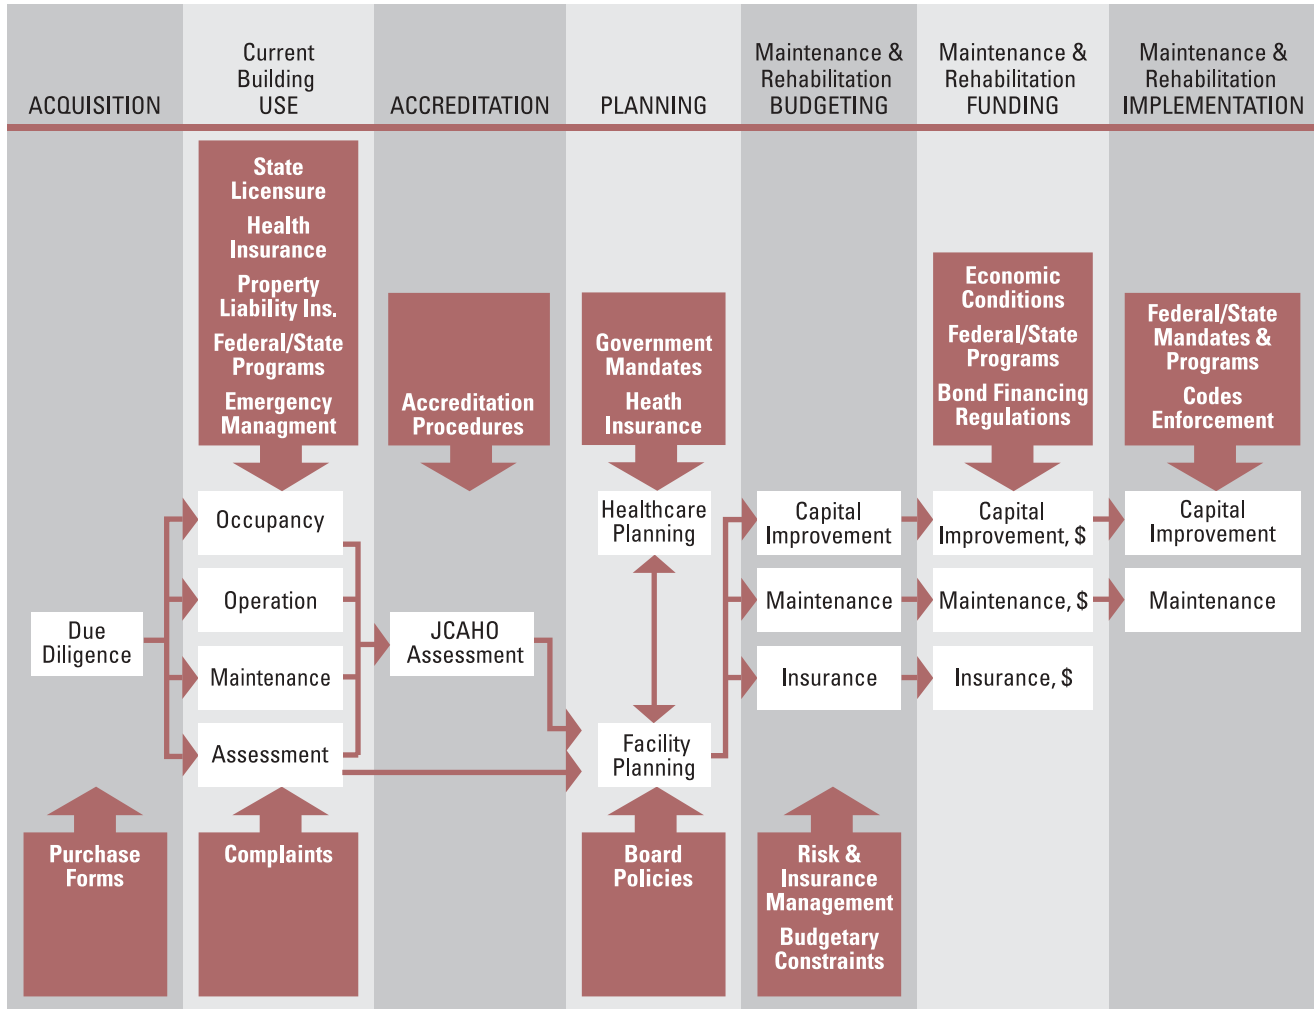 ACQUISITION
Current
Building
USE
ACCREDITATION
PLANNING
Maintenance &
Rehabilitation
BUDGETING
Maintenance &
Rehabilitation
FUNDING
Maintenance &
Rehabilitation
IMPLEMENTATION
State
Licensure
Health
Insurance
Property
Liability Ins.
Federal/State
Programs
Emergency
Managment
Accreditation
Procedures
Government
Mandates
Heath
Insurance
Economic
Conditions
Federal/State
Programs
Bond Financing
Regulations
Federal/State
Mandates &
Programs
Codes
Enforcement
Due
Diligence
Occupancy
Operation
Maintenance
Assessment
JCAHO
Assessment
Healthcare
Planning
Facility
Planning
Capital
Improvement
Maintenance
Insurance
Capital
Improvement, $
Maintenance, $
Insurance, $
Capital
Improvement
Maintenance
Purchase
Forms
Complaints
Board
Policies
Risk &
Insurance
Management
Budgetary
Constraints